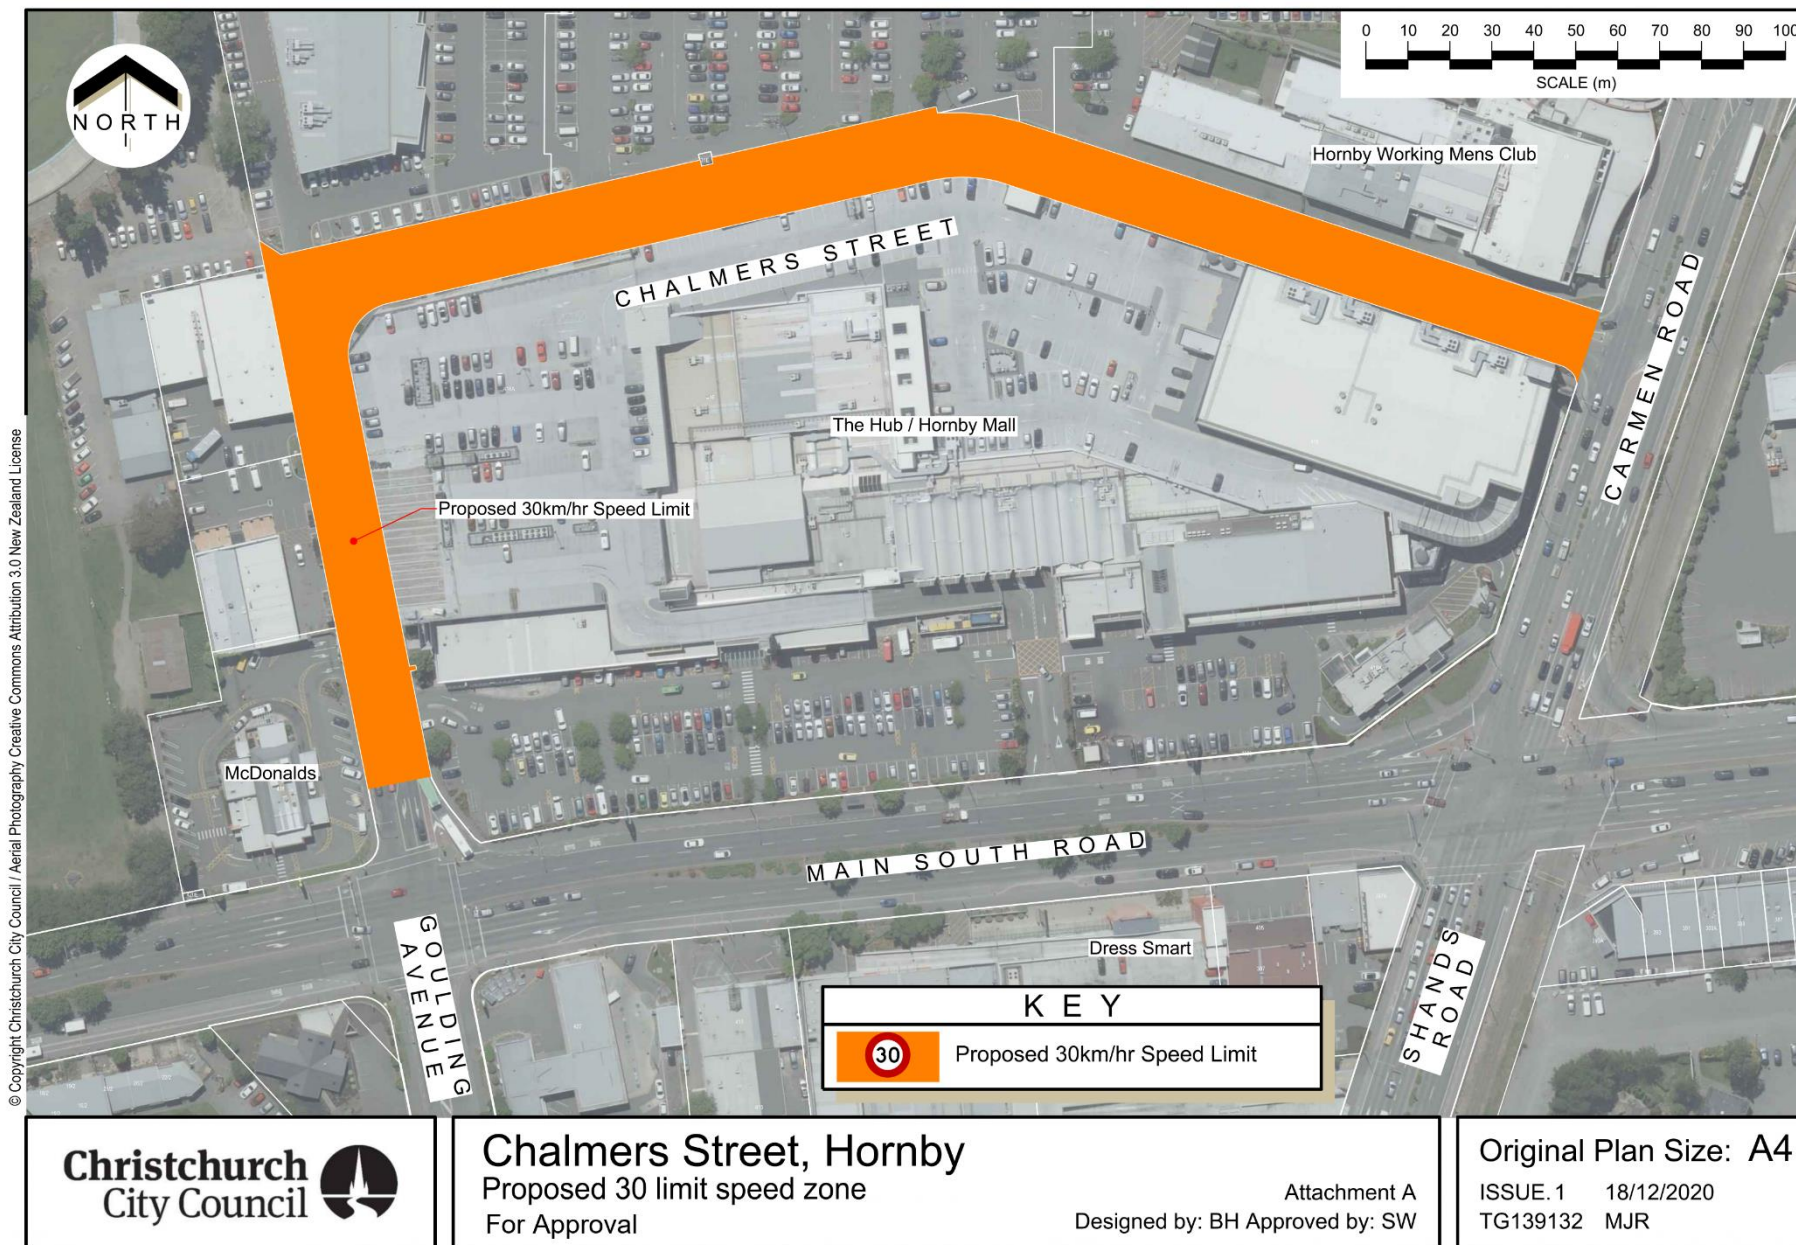 NORTH
0 10 20 30 40 50 60 70 80 90 100
SCALE (m)
Hornby Working Mens Club
CHALMERS STREET
CARMEN ROAD
The Hub / Hornby Mall
Proposed 30km/hr Speed Limit
McDonalds
MAIN SOUTH ROAD
GOULDING
AVENUE
Dress Smart
SHANDS
ROAD
KEY
30
Proposed 30km/hr Speed Limit
© Copyright Christchurch City Council / Aerial Photography Creative Commons Attribution 3.0 New Zealand License
Christchurch
City Council
Chalmers Street, Hornby
Proposed 30 limit speed zone
For Approval
Attachment A
Designed by: BH Approved by: SW
Original Plan Size: A4
ISSUE.1 18/12/2020
TG139132 MJR